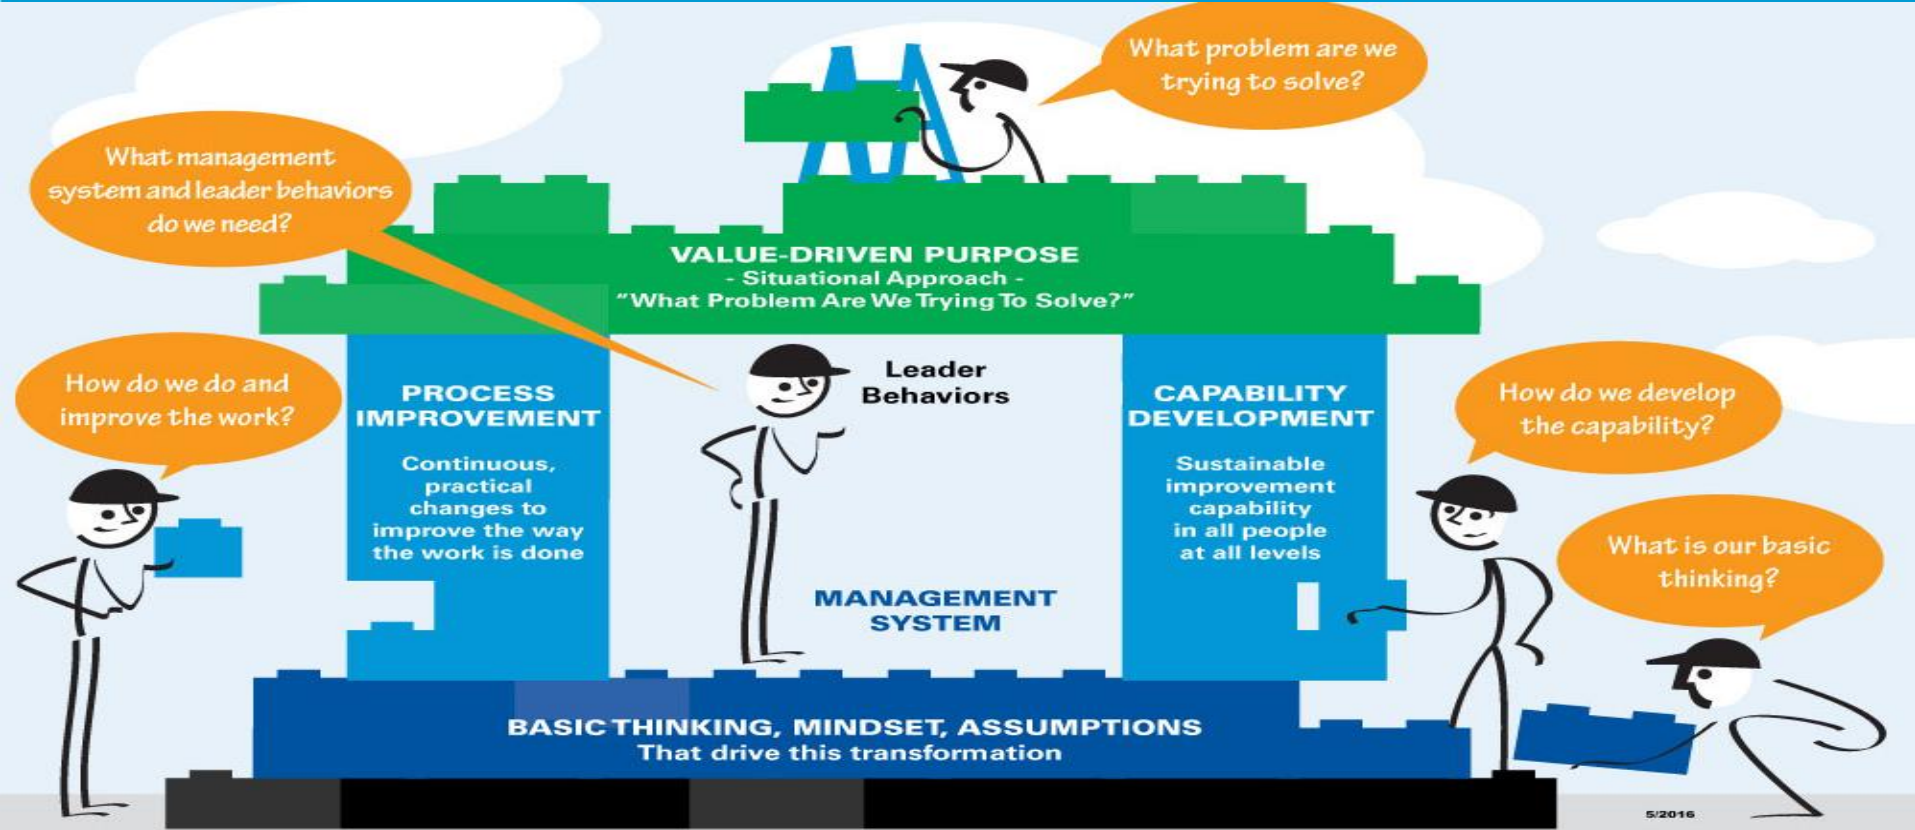 What problem are we
trying to solve?
What management
system and leader behaviors
do we need?
VALUE-DRIVEN PURPOSE
- Situational Approach -
"What Problem Are We Trying To Solve?"
How do we do and
improve the work?
PROCESS
IMPROVEMENT
Continuous,
practical
changes to
improve the way
the work is done
Leader
Behaviors
MANAGEMENT
SYSTEM
CAPABILITY
DEVELOPMENT
Sustainable
improvement
capability
in all people
at all levels
How do we develop
the capability?
What is our basic
thinking?
BASIC THINKING, MINDSET, ASSUMPTIONS
That drive this transformation
5/2016